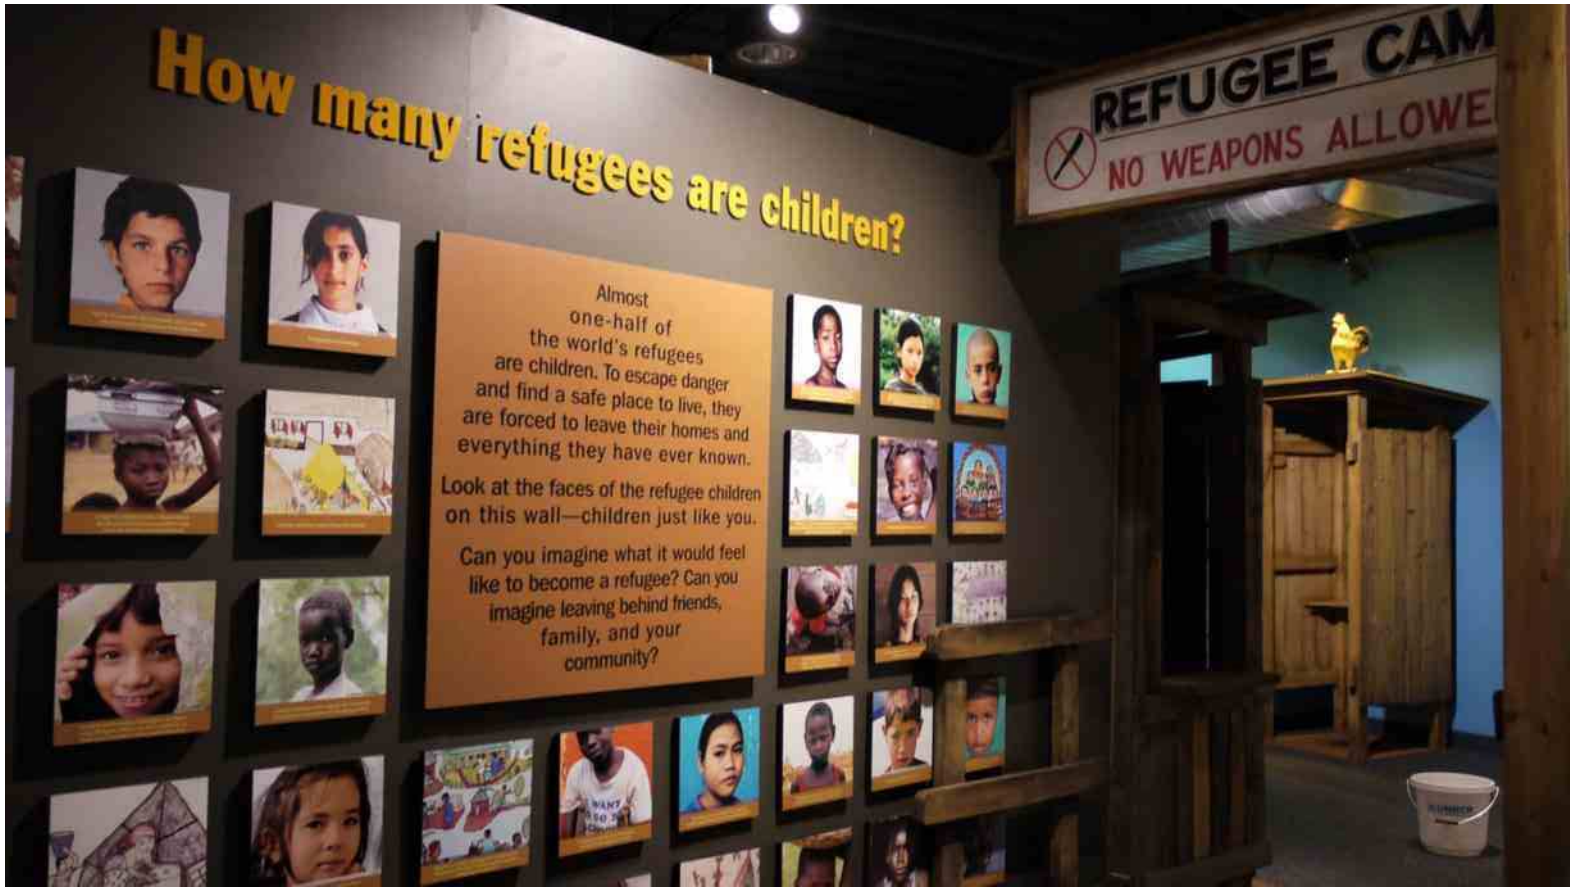 How many refugees are children?
Almost
one-half of
the world's refugees
are children. To escape danger
and find a safe place to live, they
are forced to leave their homes and
everything they have ever known.
Look at the faces of the refugee children
on this wall—children just like you.
Can you imagine what it would feel
like to become a refugee? Can you
imagine leaving behind friends,
family, and your
community?
REFUGEE CAM
NO WEAPONS ALLOWE
WANT